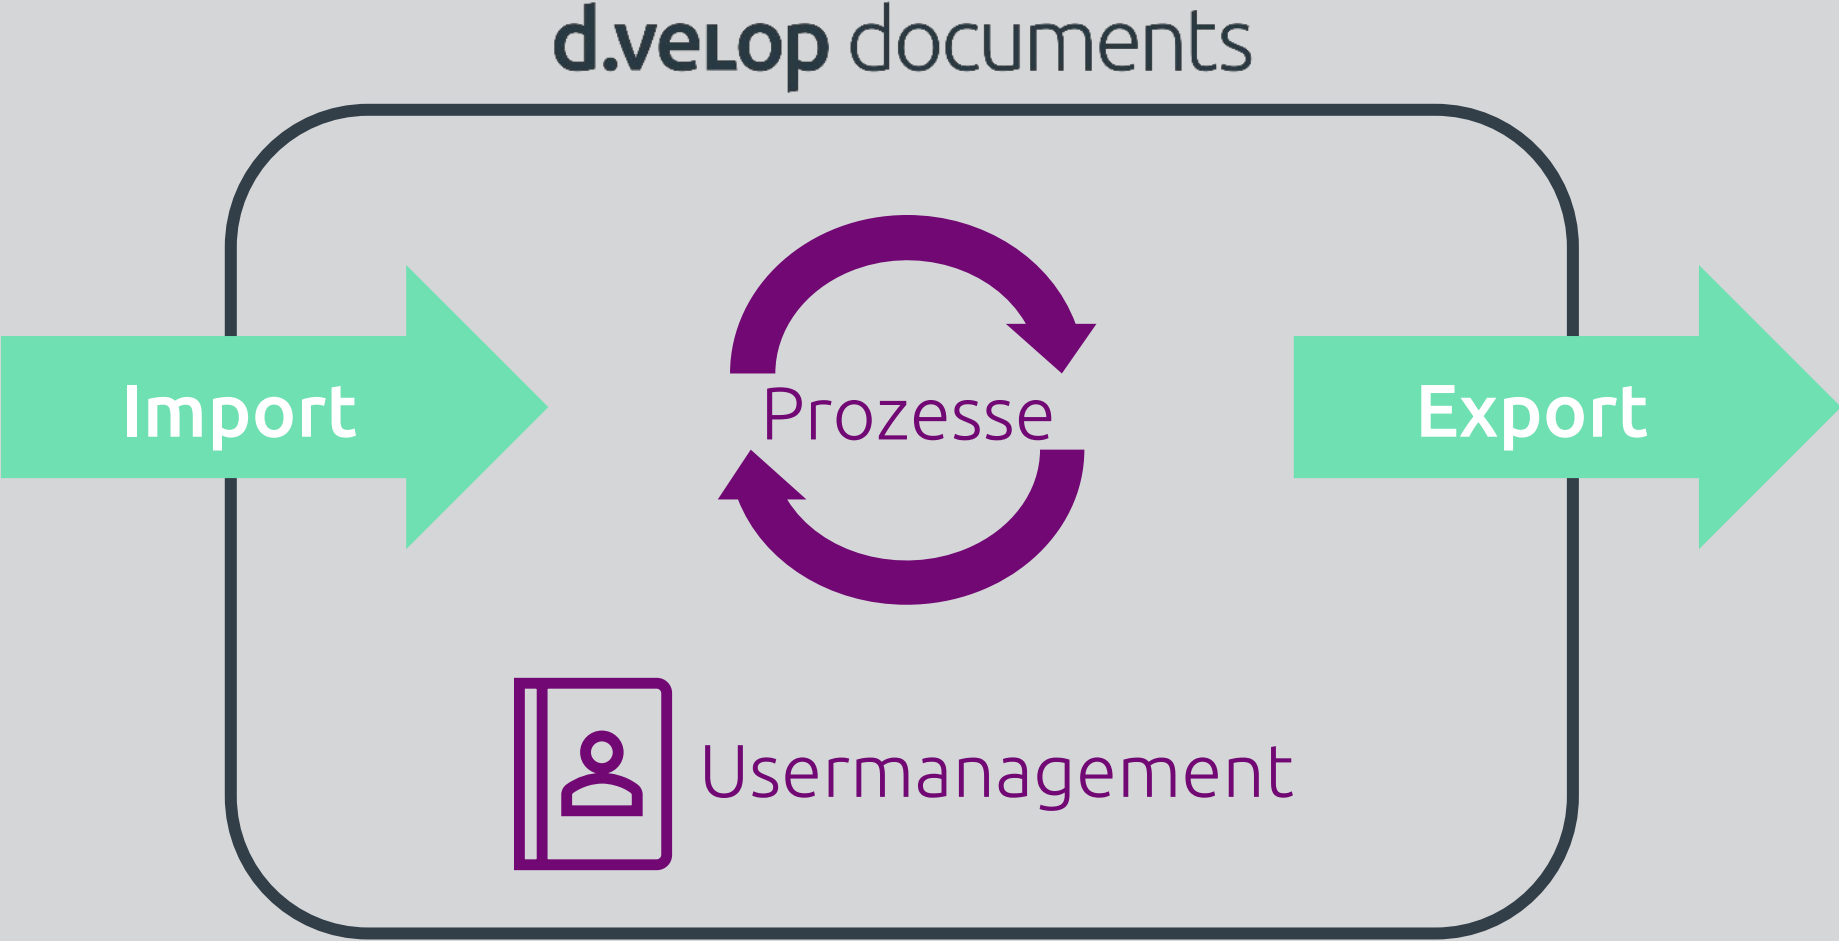 d.velop documents
Import
Prozesse
Export
Usermanagement